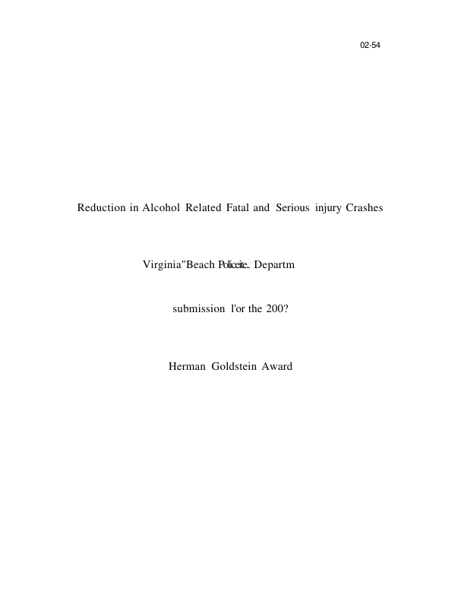 02-54
Reduction in Alcohol Related Fatal and Serious injury Crashes
Virginia"Beach Departm
submission l'or the 200?
Herman Goldstein Award